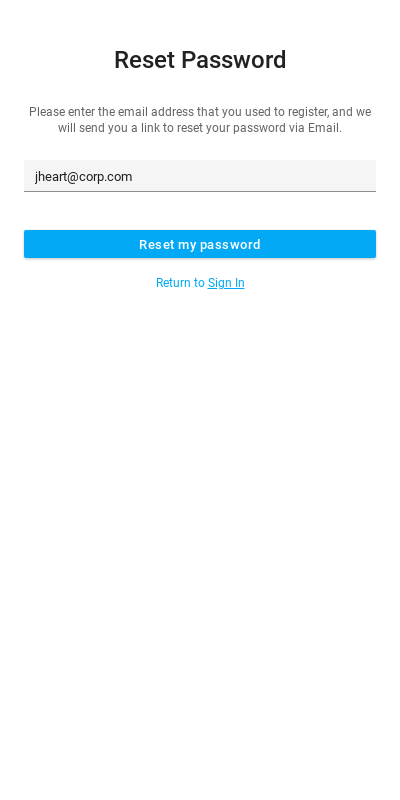 Reset Password
Please enter the email address that you used to register, and we
will send you a link to reset your password via Email.
jheart@corp.com
Reset my password
Return to Sign In